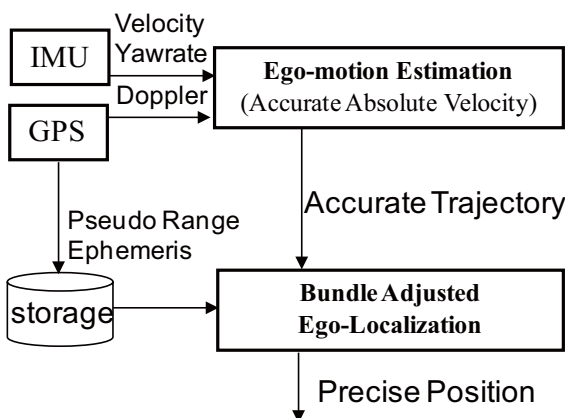 Velocity
Yawrate
IMU
Doppler
GPS
Ego-motion Estimation
(Accurate Absolute Velocity)
Pseudo Range
Ephemeris
Accurate Trajectory
storage
Bundle Adjusted
Ego-Localization
Precise Position